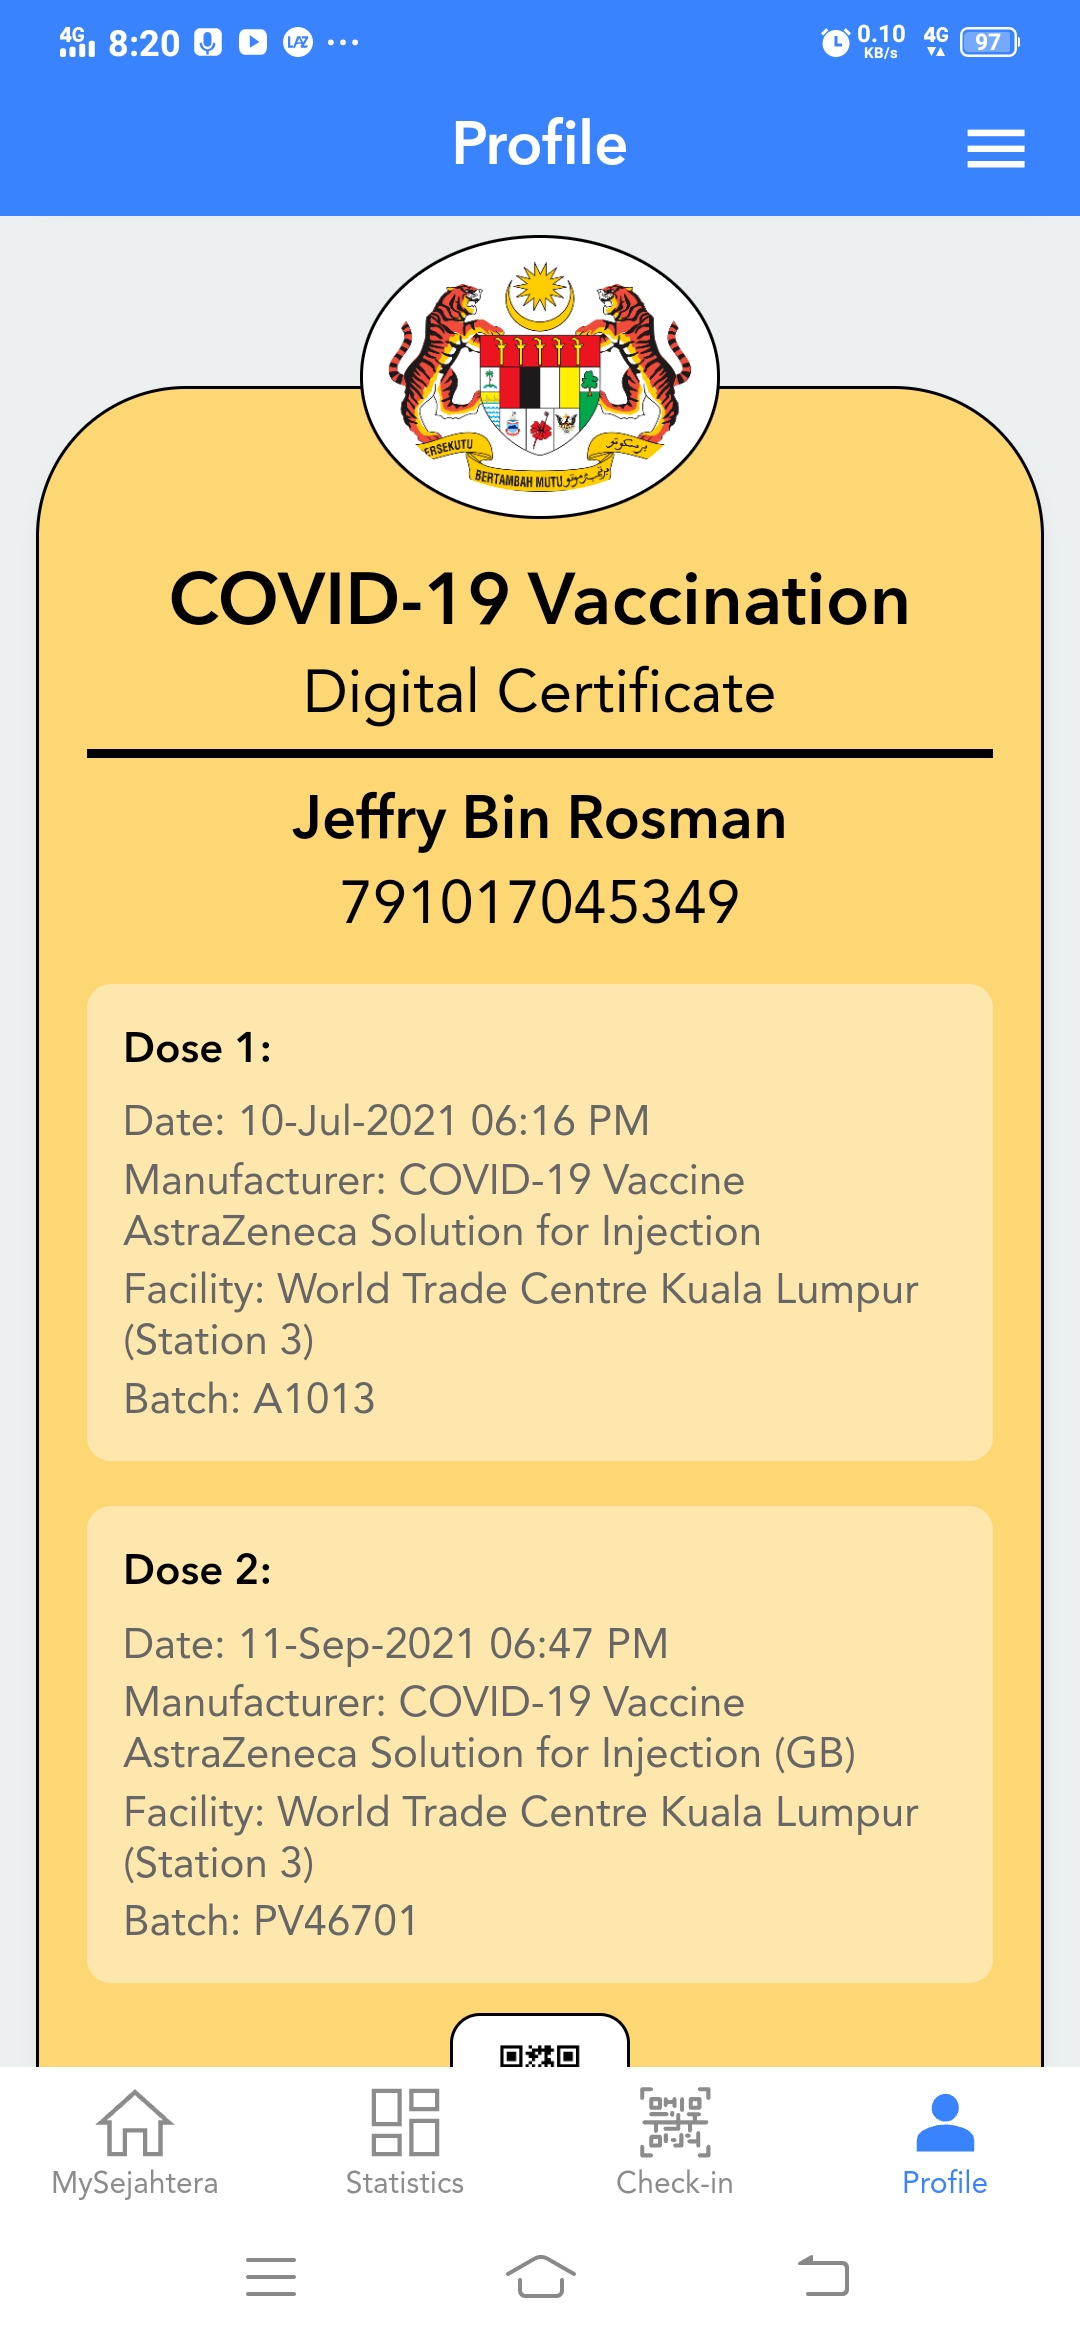 4G 8:20 LAZ ... 0.10 KB/s 4G 97
Profile
ERSEKUTU برسكوتو
BERTAMBAH MUTU
COVID-19 Vaccination
Digital Certificate
Jeffry Bin Rosman
791017045349
Dose 1:
Date: 10-Jul-2021 06:16 PM
Manufacturer: COVID-19 Vaccine
AstraZeneca Solution for Injection
Facility: World Trade Centre Kuala Lumpur
(Station 3)
Batch: A1013
Dose 2:
Date: 11-Sep-2021 06:47 PM
Manufacturer: COVID-19 Vaccine
AstraZeneca Solution for Injection (GB)
Facility: World Trade Centre Kuala Lumpur
(Station 3)
Batch: PV46701
MySejahtera Statistics Check-in Profile